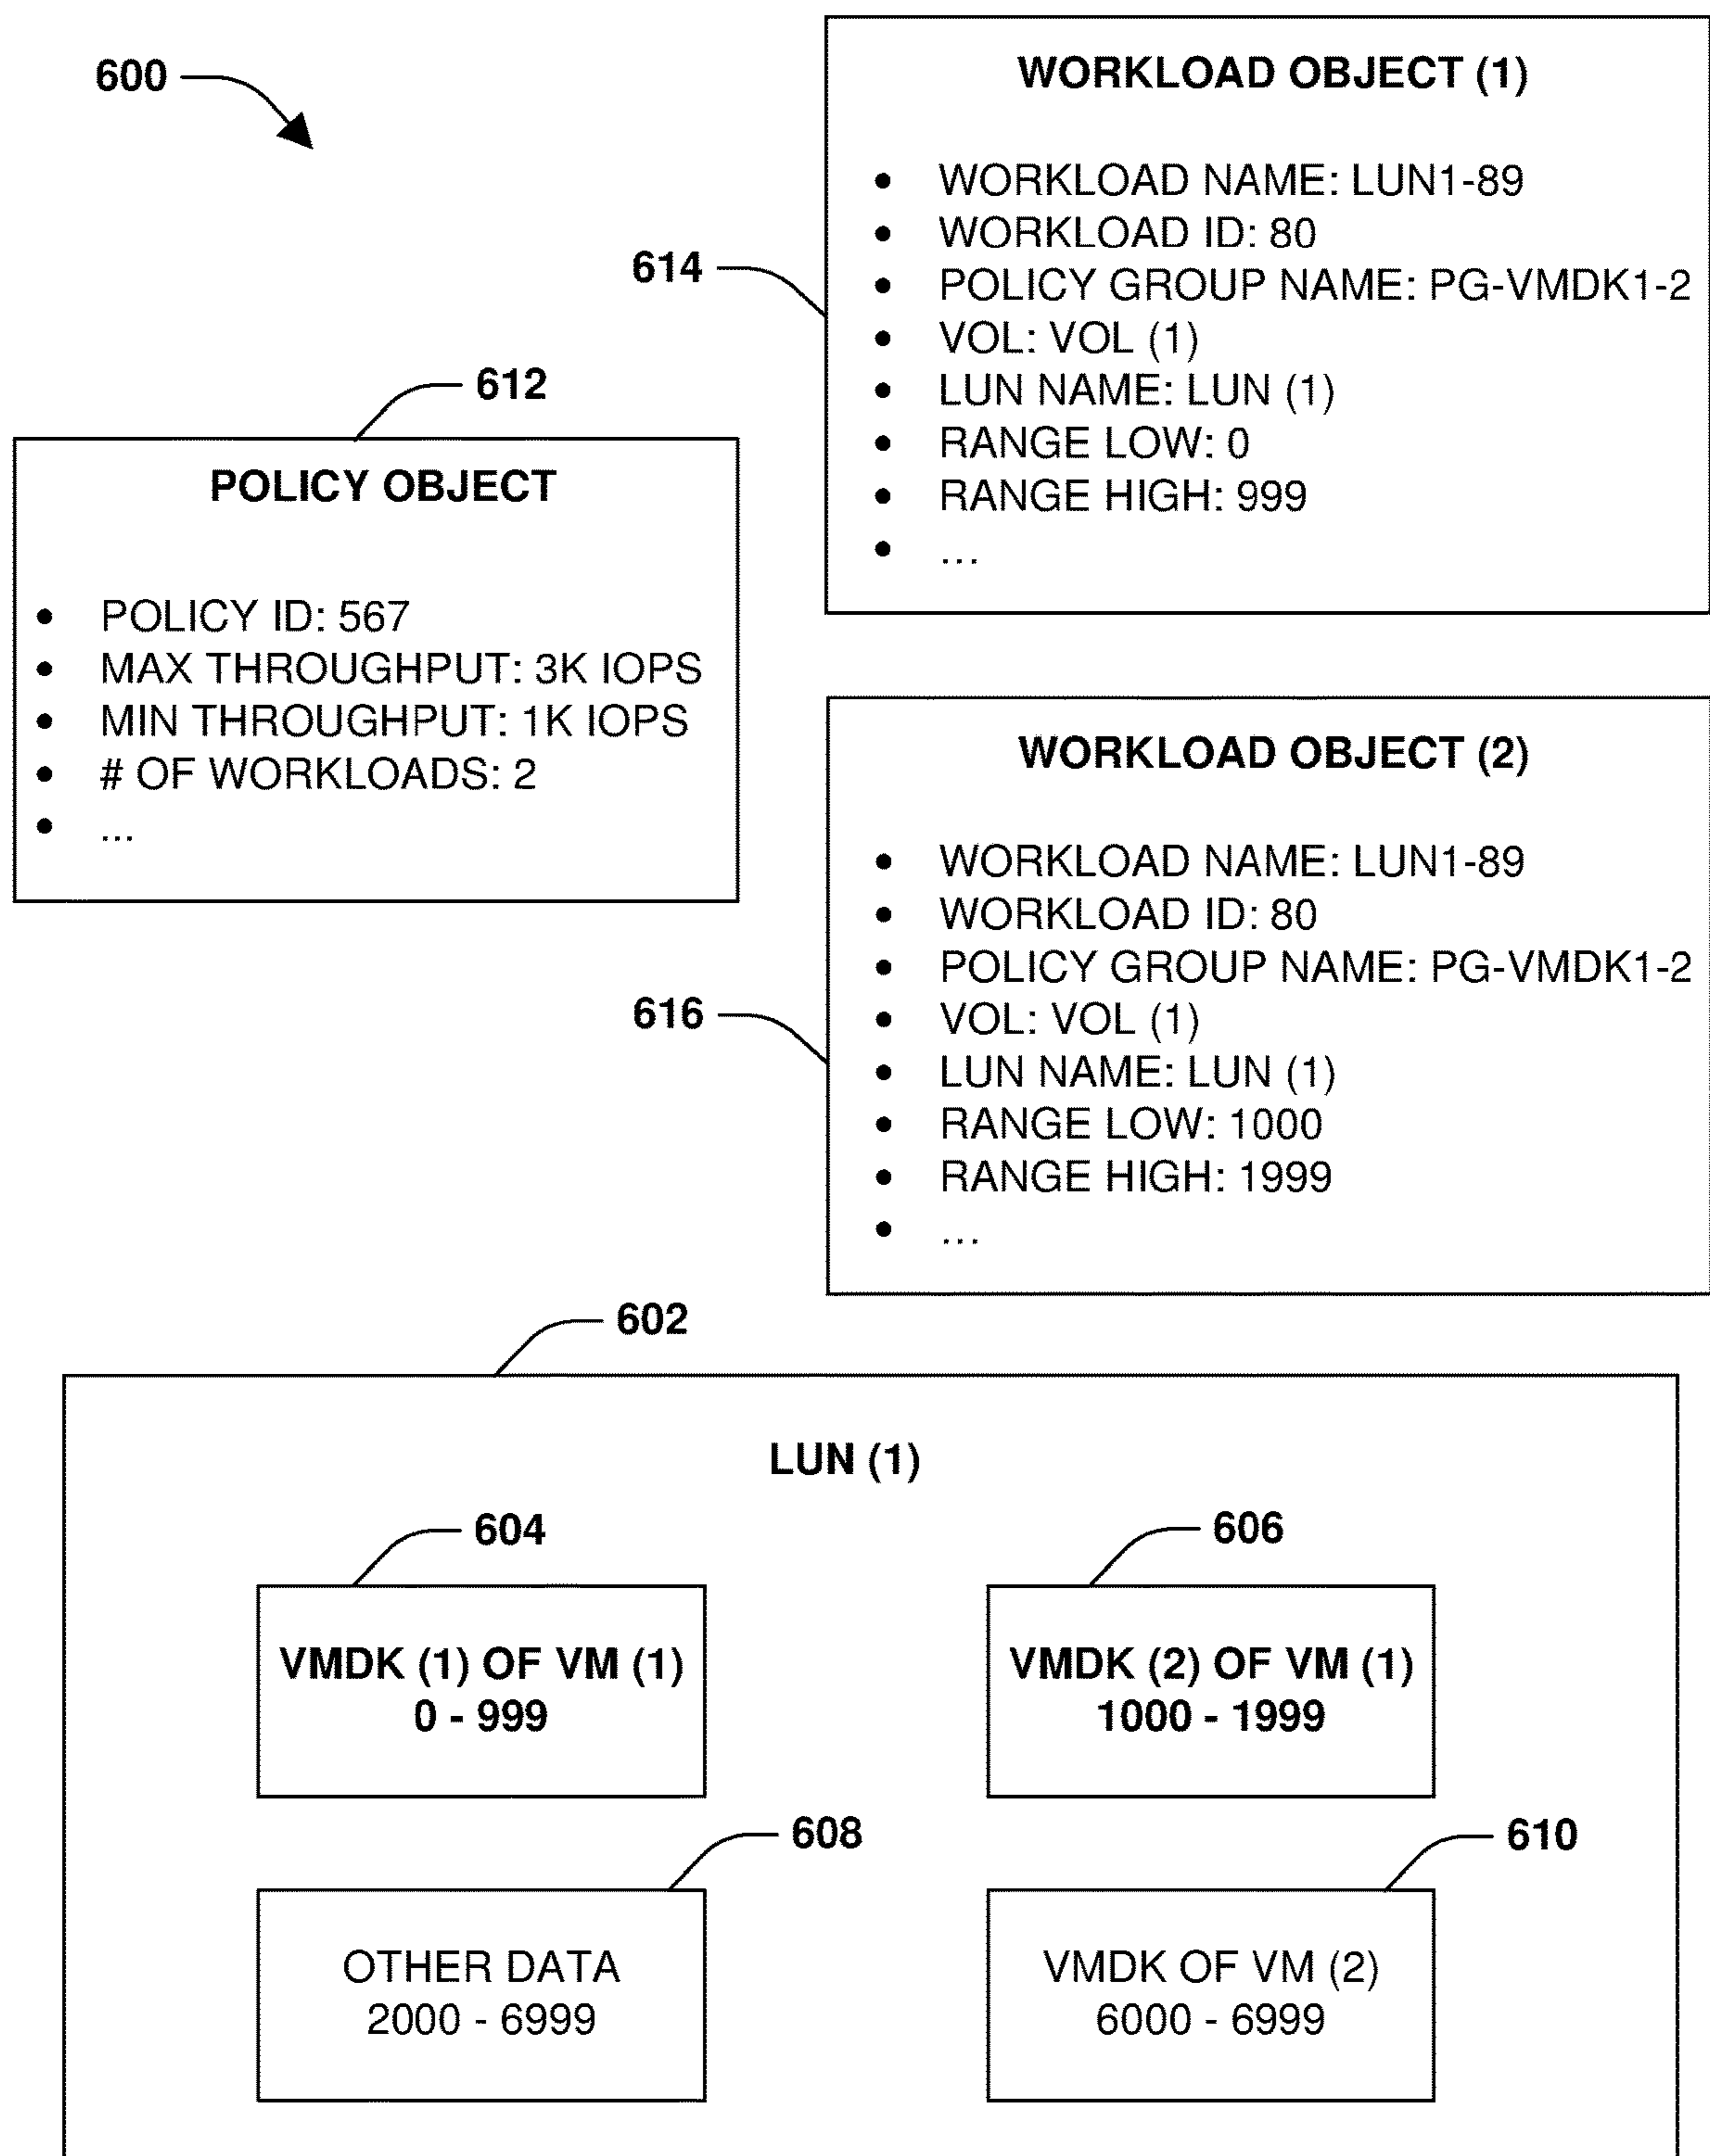 600
WORKLOAD OBJECT (1)
• WORKLOAD NAME: LUN1-89
• WORKLOAD ID: 80
614
• POLICY GROUP NAME: PG-VMDK1-2
• VOL: VOL (1)
• LUN NAME: LUN (1)
• RANGE LOW: 0
• RANGE HIGH: 999
• ...
612
POLICY OBJECT
• POLICY ID: 567
• MAX THROUGHPUT: 3K IOPS
• MIN THROUGHPUT: 1K IOPS
• # OF WORKLOADS: 2
• ...
WORKLOAD OBJECT (2)
• WORKLOAD NAME: LUN1-89
• WORKLOAD ID: 80
• POLICY GROUP NAME: PG-VMDK1-2
616
• VOL: VOL (1)
• LUN NAME: LUN (1)
• RANGE LOW: 1000
• RANGE HIGH: 1999
• ...
602
LUN (1)
604
VMDK (1) OF VM (1)
0 - 999
606
VMDK (2) OF VM (1)
1000 - 1999
608
OTHER DATA
2000 - 6999
610
VMDK OF VM (2)
6000 - 6999